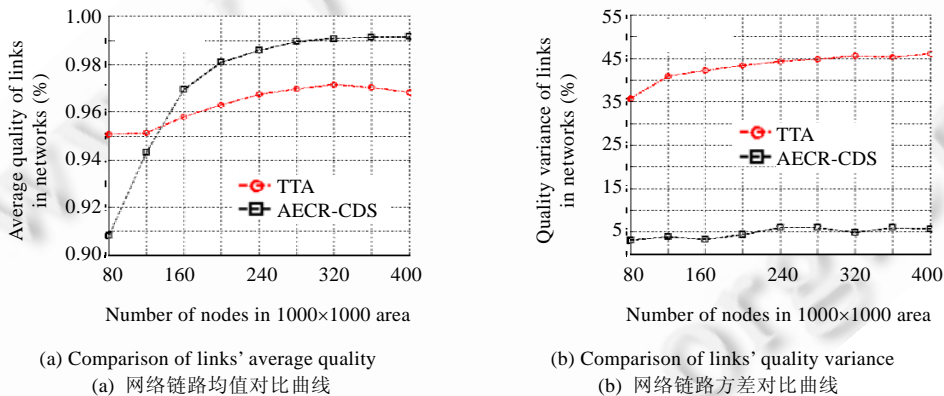 Average quality of links
in networks (%)
1.00
0.98
0.96
0.94
0.92
0.90
TTA
AECR-CDS
80
160
240
320
400
Number of nodes in 1000×1000 area
(a) Comparison of links' average quality
(a) 网络链路均值对比曲线
Quality variance of links
in networks (%)
55
45
35
25
15
5
TTA
AECR-CDS
80
160
240
320
400
Number of nodes in 1000×1000 area
(b) Comparison of links' quality variance
(b) 网络链路方差对比曲线